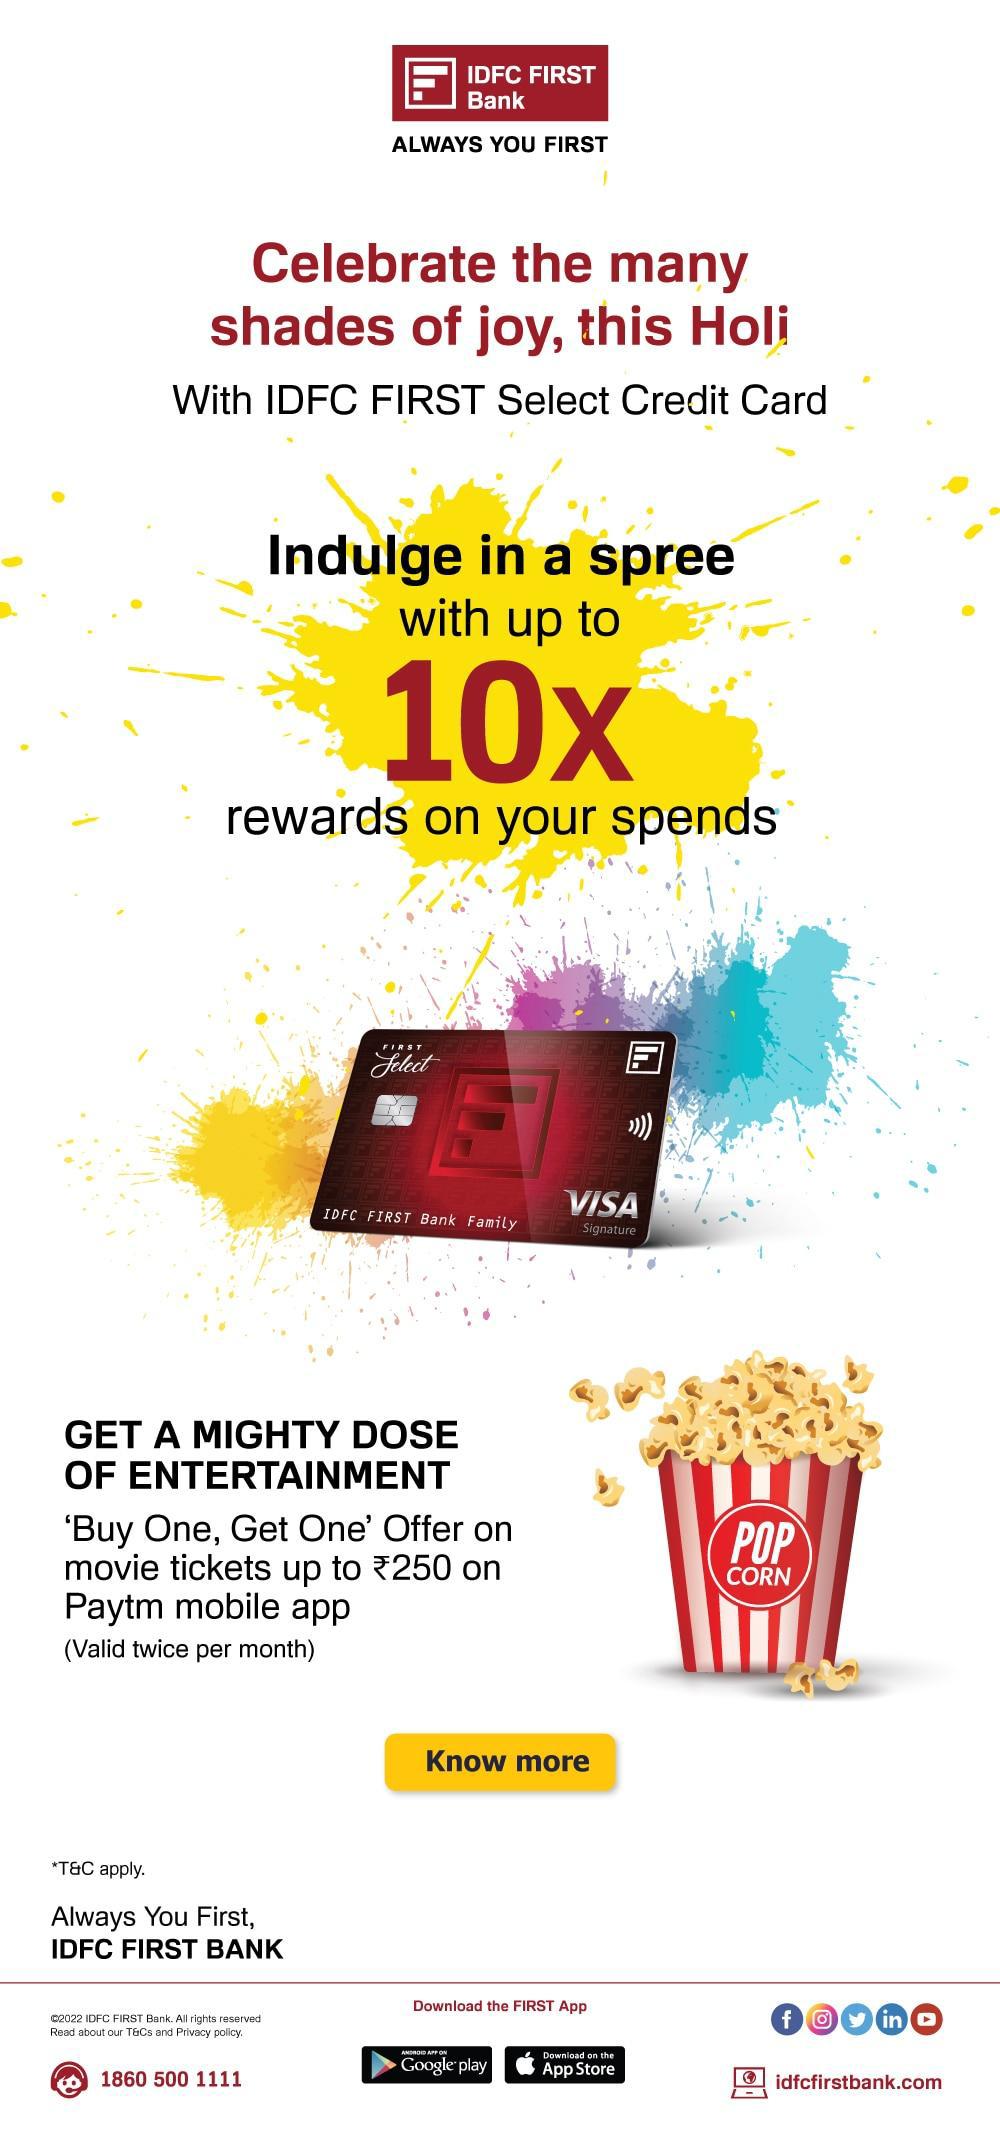 IDFC FIRST
Bank
ALWAYS YOU FIRST
Celebrate the many
shades of joy, this Holi
With IDFC FIRST Select Credit Card
Indulge in a spree
with up to
10x
rewards on your spends
FIRST
Select
IDFC FIRST Bank Family
VISA
Signature
GET A MIGHTY DOSE
OF ENTERTAINMENT
‘Buy One, Get One’ Offer on
movie tickets up to ₹250 on
Paytm mobile app
(Valid twice per month)
POP
CORN
Know more
*T&C apply.
Always You First,
IDFC FIRST BANK
©2022 IDFC FIRST Bank. All rights reserved
Read about our T&Cs and Privacy policy.
1860 500 1111
Download the FIRST App
ANDROID APP ON
Google play
Download on the
App Store
f
in
idfcfirstbank.com